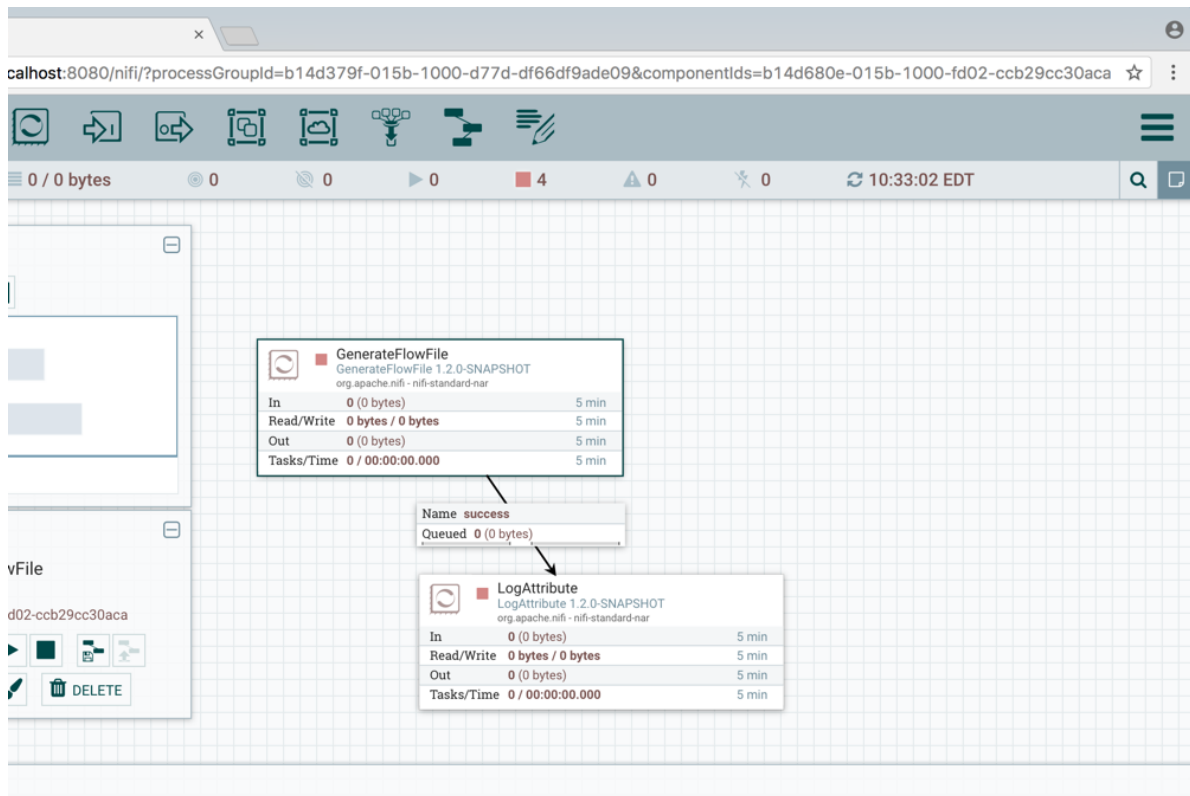 calhost:8080/nifi/?processGroupId=b14d379f-015b-1000-d77d-df66df9ade09&componentIds=b14d680e-015b-1000-fd02-ccb29cc30aca
0 / 0 bytes 0 0 0 4 0 0 10:33:02 EDT
GenerateFlowFile
GenerateFlowFile 1.2.0-SNAPSHOT
org.apache.nifi - nifi-standard-nar
In 0 (0 bytes) 5 min
Read/Write 0 bytes / 0 bytes 5 min
Out 0 (0 bytes) 5 min
Tasks/Time 0 / 00:00:00.000 5 min
Name success
Queued 0 (0 bytes)
LogAttribute
LogAttribute 1.2.0-SNAPSHOT
org.apache.nifi - nifi-standard-nar
In 0 (0 bytes) 5 min
Read/Write 0 bytes / 0 bytes 5 min
Out 0 (0 bytes) 5 min
Tasks/Time 0 / 00:00:00.000 5 min
vFile
d02-ccb29cc30aca
DELETE